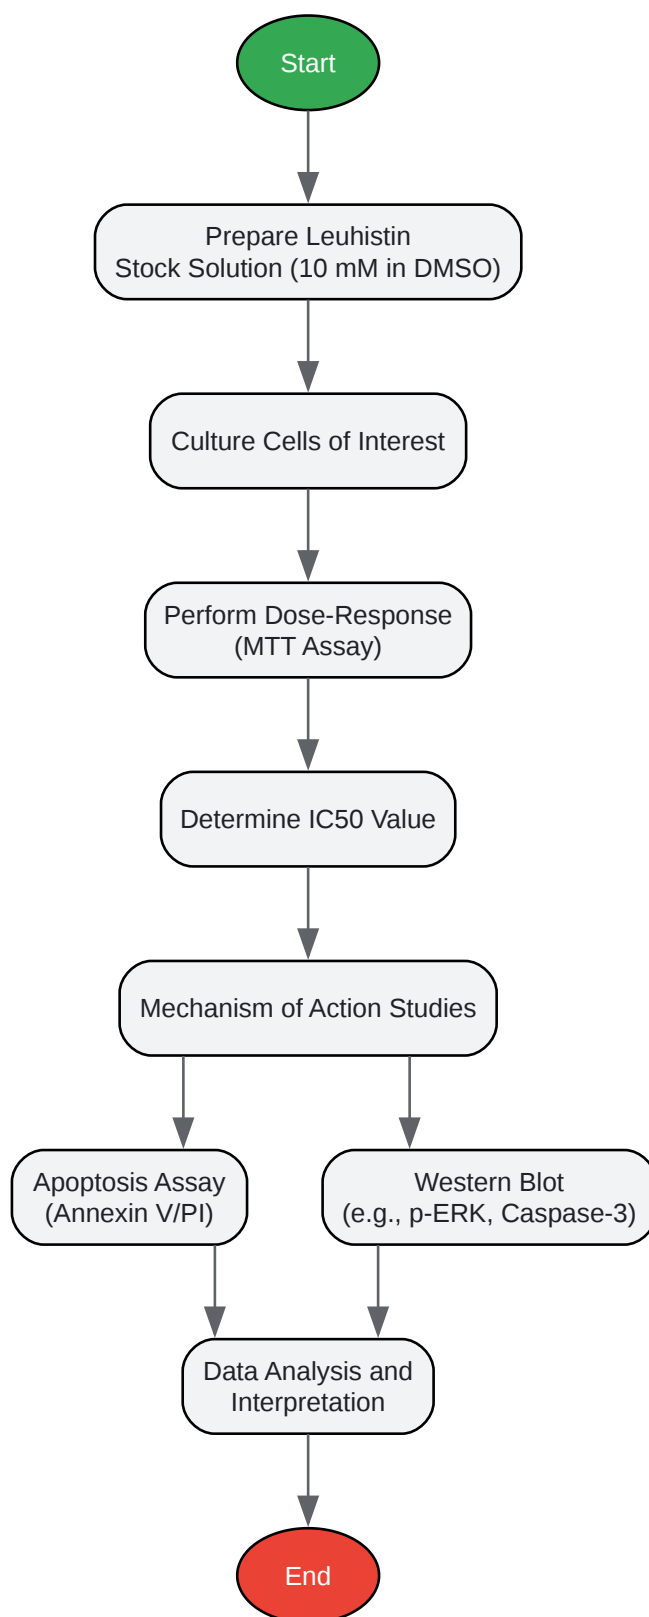 Start
Prepare Leuhistin
Stock Solution (10 mM in DMSO)
Culture Cells of Interest
Perform Dose-Response
(MTT Assay)
Determine IC50 Value
Mechanism of Action Studies
Apoptosis Assay
(Annexin V/PI)
Western Blot
(e.g., p-ERK, Caspase-3)
Data Analysis and
Interpretation
End